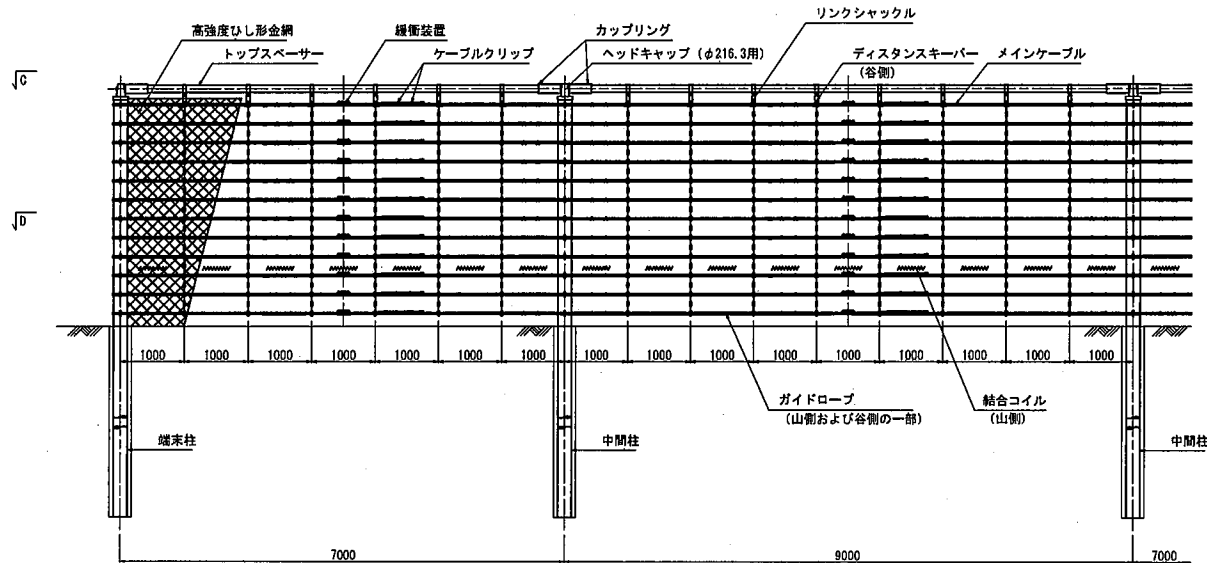 高強度ひし形金網
緩衝装置
カップリング
リンクシャックル
トップスペーサー
ケーブルクリップ
ヘッドキャップ(φ216.3用)
ディスタンスキーパー
(谷側)
メインケーブル
C
D
1000 1000 1000 1000 1000 1000 1000 1000 1000 1000 1000 1000 1000 1000 1000 1000
ガイドロープ
(山側および谷側の一部)
結合コイル
(山側)
端末柱
中間柱
中間柱
7000
9000
7000